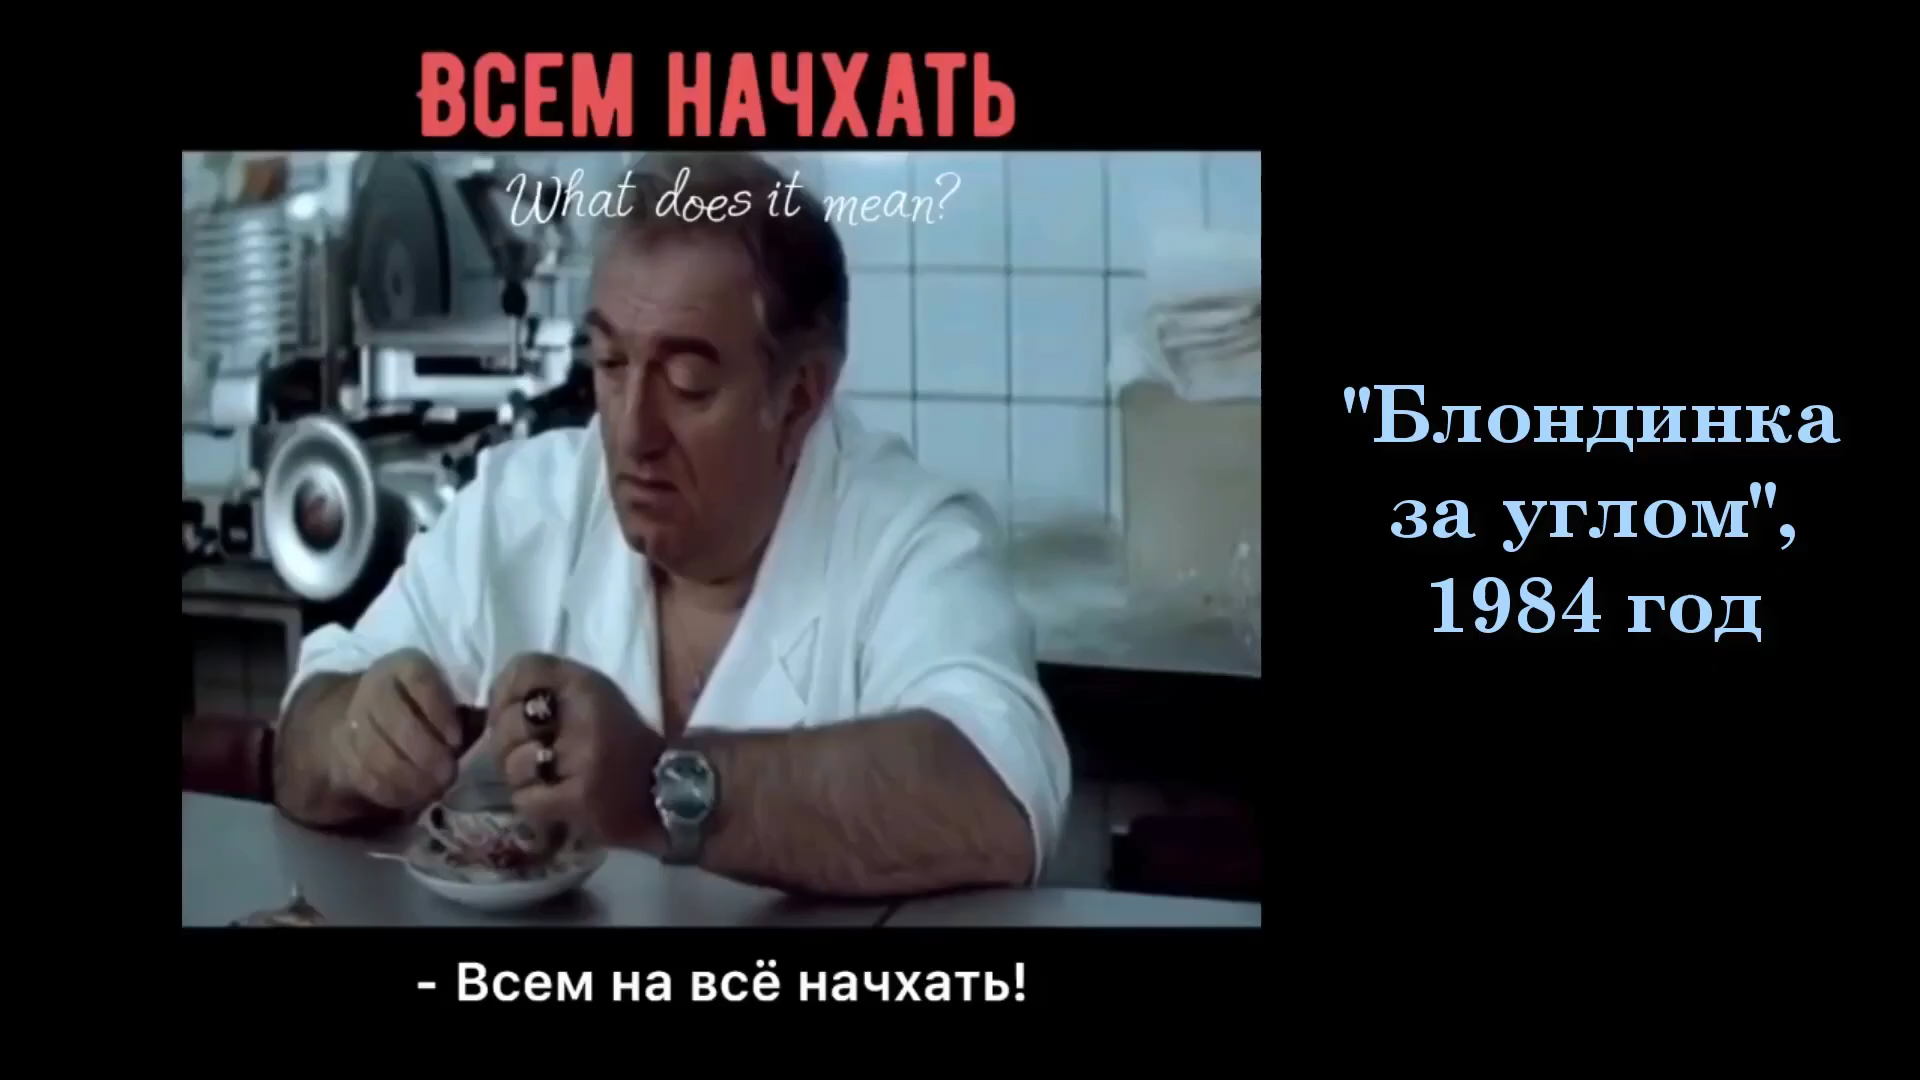 ВСЕМ НАЧХАТЬ
What does it mean?
"Блондинка
за углом",
1984 год
- Всем на всё начхать!